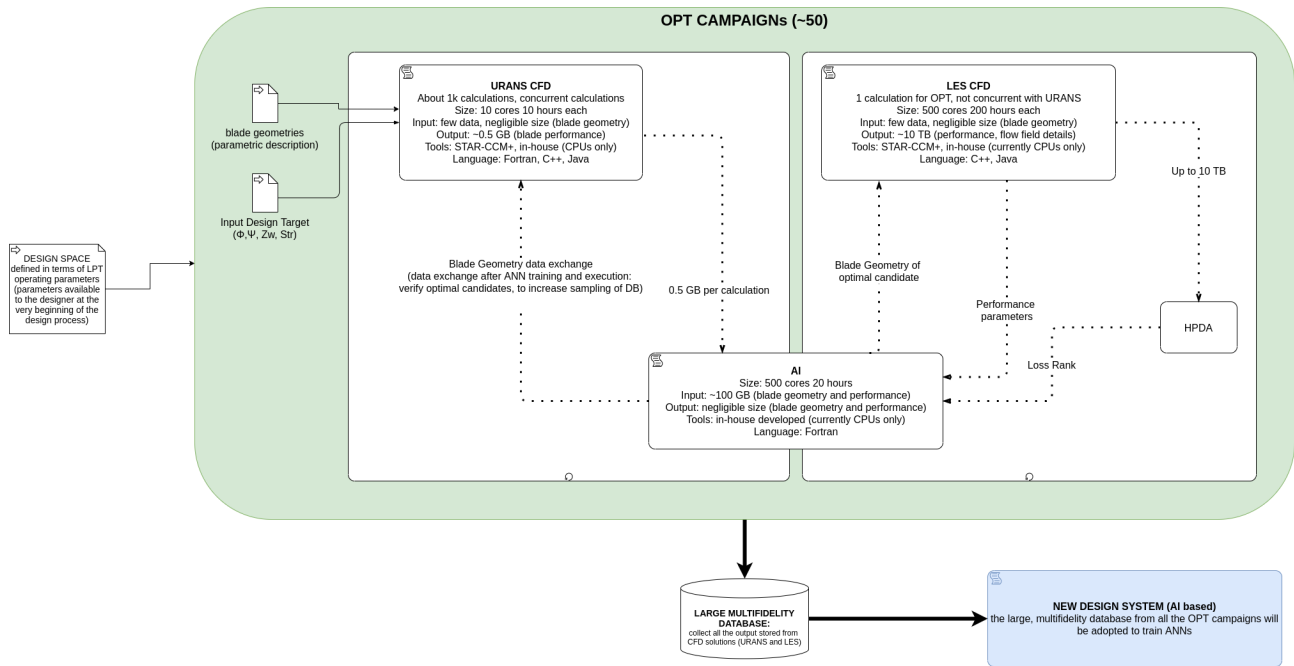 OPT CAMPAIGNs (~50)
URANS CFD
About 1k calculations, concurrent calculations
Size: 10 cores 10 hours each
Input: few data, negligible size (blade geometry)
Output: ~0.5 GB (blade performance)
Tools: STAR-CCM+, in-house (CPUs only)
Language: Fortran, C++, Java
LES CFD
1 calculation for OPT, not concurrent with URANS
Size: 500 cores 200 hours each
Input: few data, negligible size (blade geometry)
Output: ~10 TB (performance, flow field details)
Tools: STAR-CCM+, in-house (currently CPUs only)
Language: C++, Java
blade geometries
(parametric description)
Input Design Target
(Φ,Ψ, Zw, Str)
Up to 10 TB
DESIGN SPACE
defined in terms of LPT
operating parameters
(parameters available
to the designer at the
very beginning of the
design process)
Blade Geometry data exchange
(data exchange after ANN training and execution:
verify optimal candidates, to increase sampling of DB)
0.5 GB per calculation
Blade Geometry of
optimal candidate
Performance
parameters
HPDA
Loss Rank
AI
Size: 500 cores 20 hours
Input: ~100 GB (blade geometry and performance)
Output: negligible size (blade geometry and performance)
Tools: in-house developed (currently CPUs only)
Language: Fortran
LARGE MULTIFIDELITY
DATABASE:
collect all the output stored from
CFD solutions (URANS and LES)
NEW DESIGN SYSTEM (AI based)
the large, multifidelity database from all the OPT campaigns will
be adopted to train ANNs